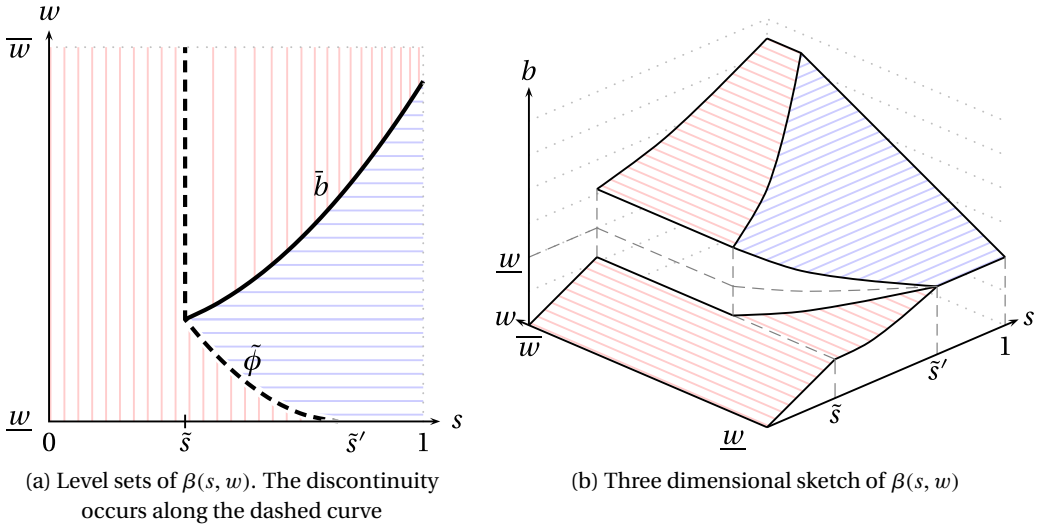 w
w̅
b̄
ϕ̃
w̲
0
s̃
s̃′
1
s
(a) Level sets of β(s, w). The discontinuity
occurs along the dashed curve
b
w̲
w
w̅
s
1
s̃′
s̃
w̲
(b) Three dimensional sketch of β(s, w)